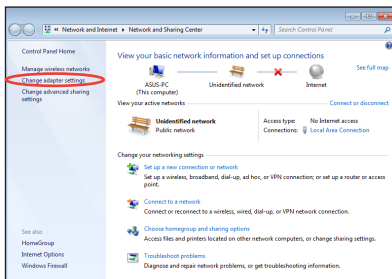 « Network and Internet ▸ Network and Sharing Center
Search Control Panel
Control Panel Home
Manage wireless networks
Change adapter settings
Change advanced sharing
settings
See also
HomeGroup
Internet Options
Windows Firewall
View your basic network information and set up connections
See full map
ASUS-PC
(This computer)
Unidentified network
Internet
View your active networks
Connect or disconnect
Unidentified network
Public network
Access type: No Internet access
Connections: Local Area Connection
Change your networking settings
Set up a new connection or network
Set up a wireless, broadband, dial-up, ad hoc, or VPN connection; or set up a router or access
point.
Connect to a network
Connect or reconnect to a wireless, wired, dial-up, or VPN network connection.
Choose homegroup and sharing options
Access files and printers located on other network computers, or change sharing settings.
Troubleshoot problems
Diagnose and repair network problems, or get troubleshooting information.